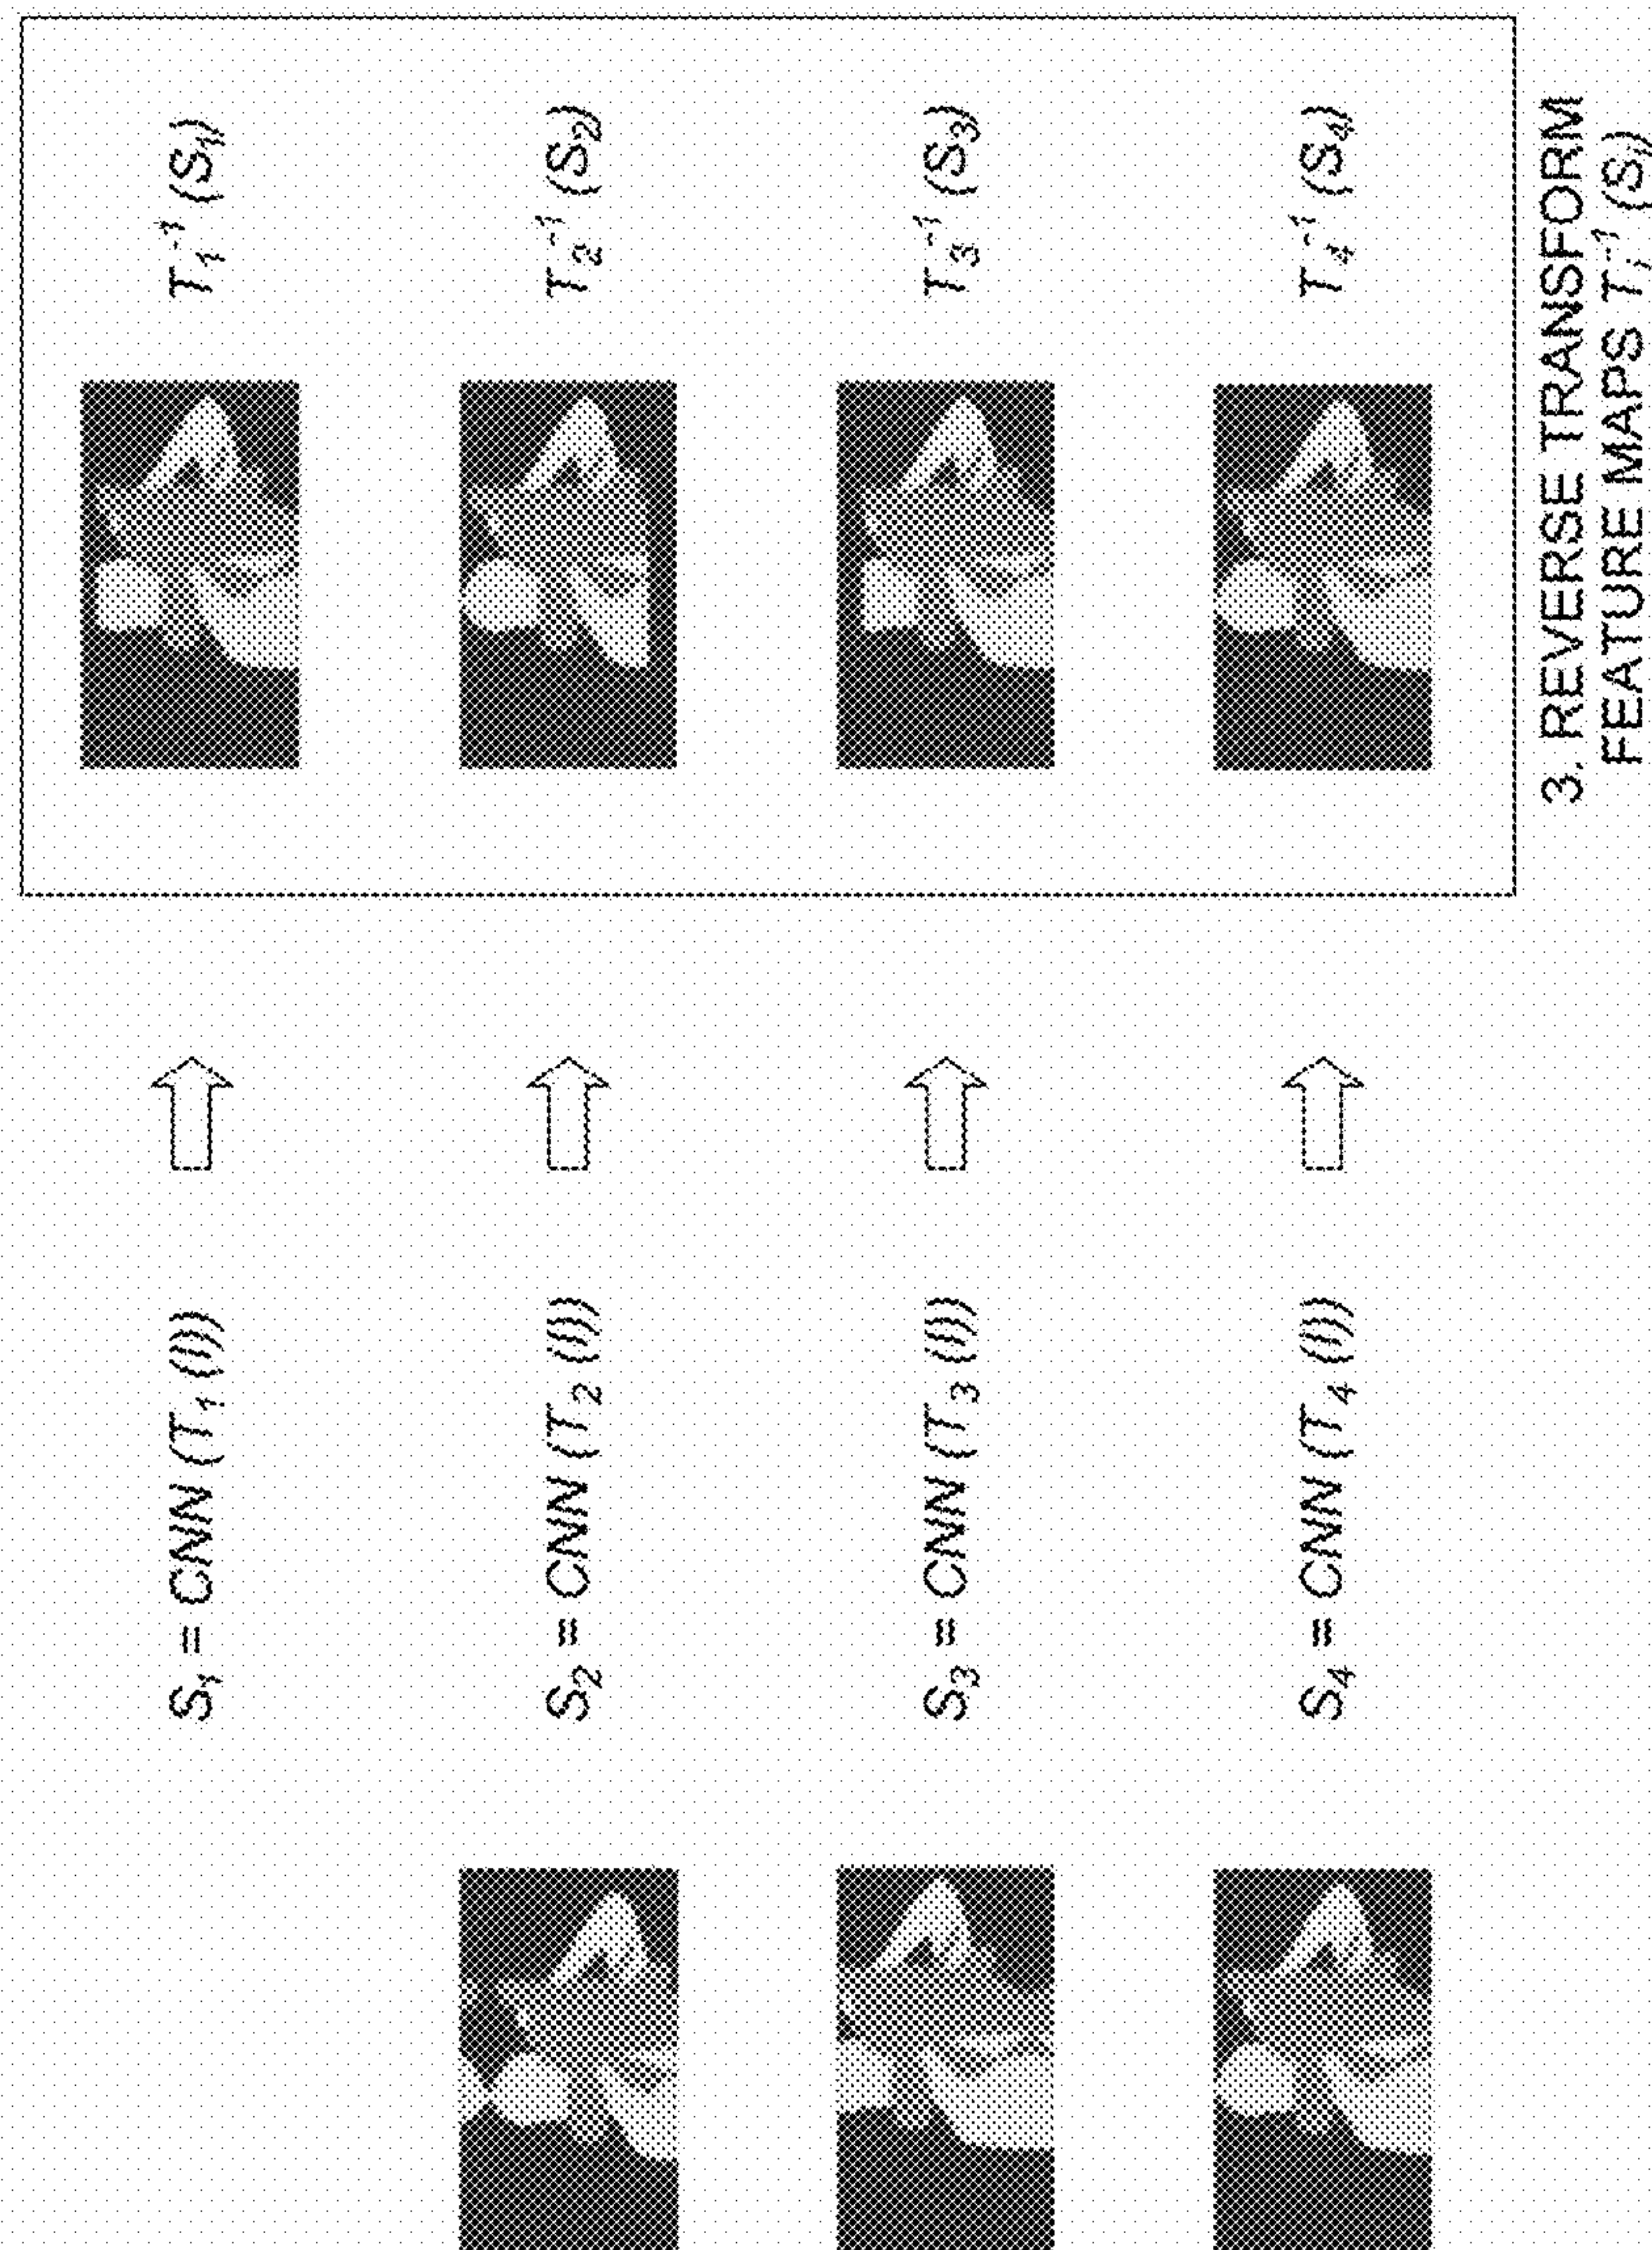 S₁ = CNN (T₁ (I))
T₁⁻¹ (S₁)
S₂ = CNN (T₂ (I))
T₂⁻¹ (S₂)
S₃ = CNN (T₃ (I))
T₃⁻¹ (S₃)
S₄ = CNN (T₄ (I))
T₄⁻¹ (S₄)
3. REVERSE TRANSFORM
FEATURE MAPS Tᵢ⁻¹ (Sᵢ)